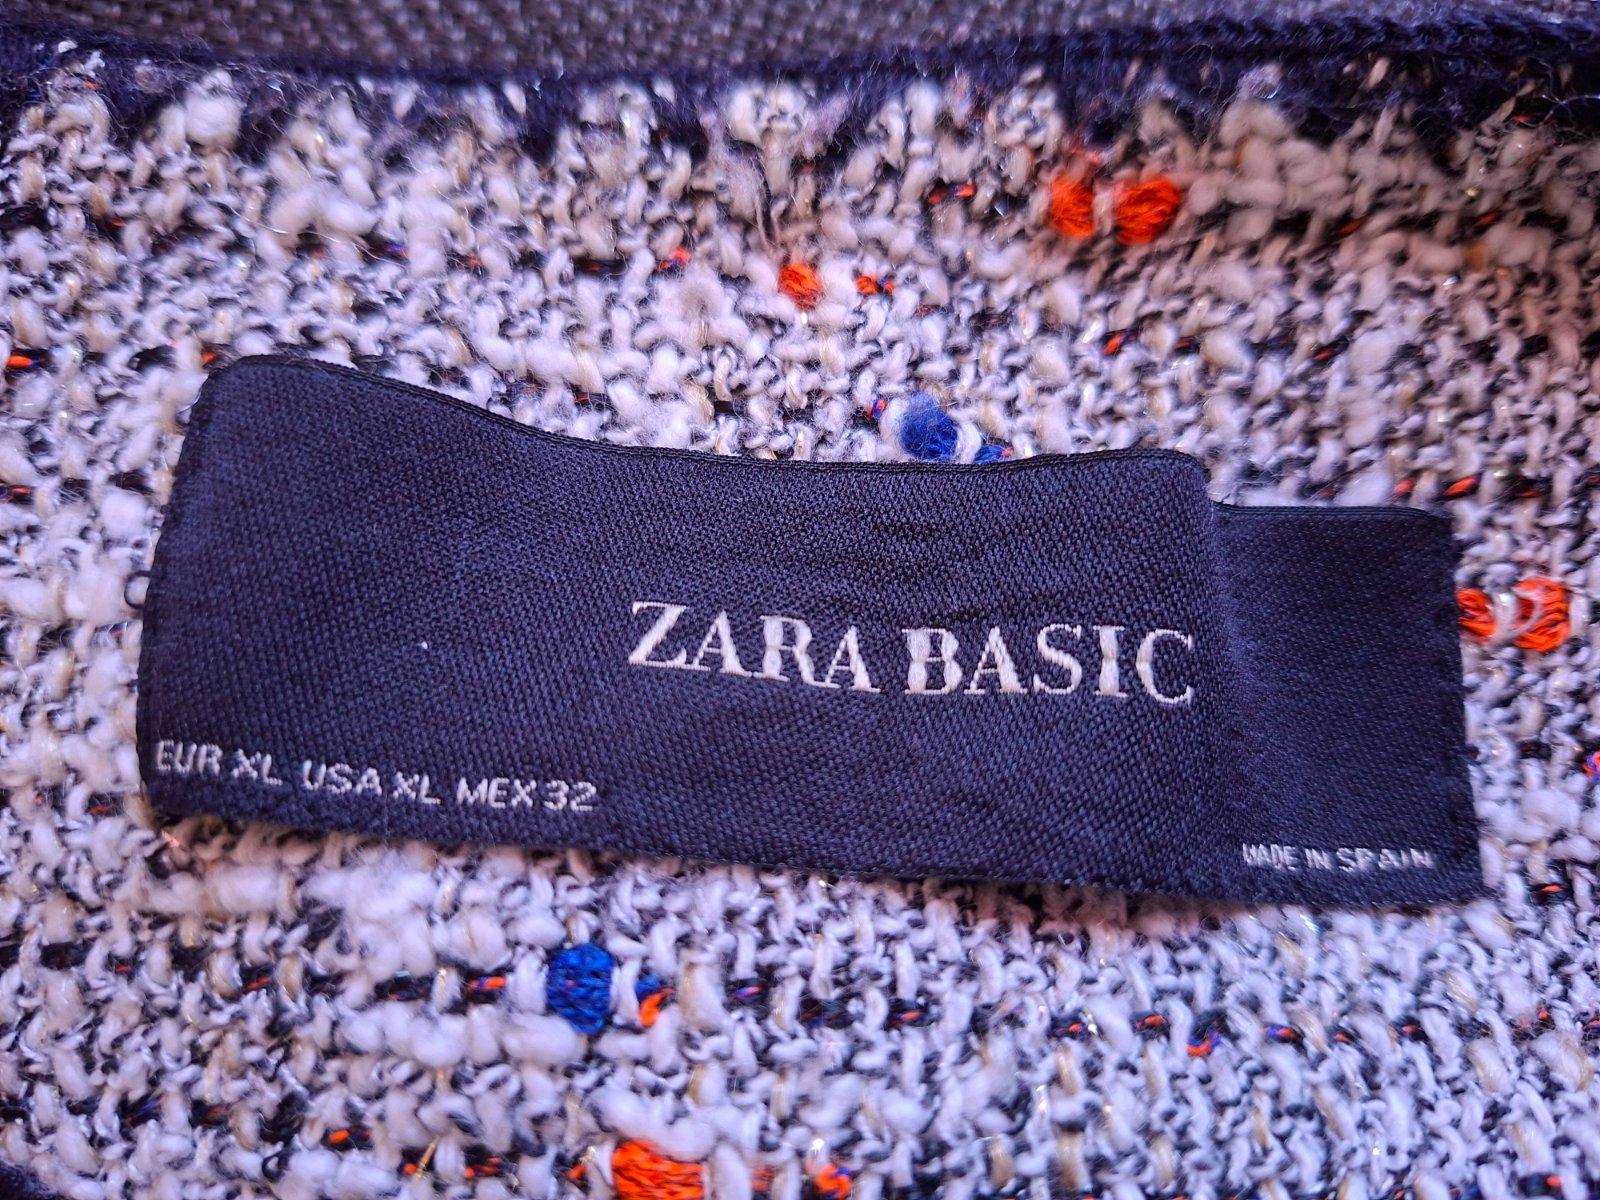 ZARA BASIC
EUR XL USA XL MEX 32
MADE IN SPAIN